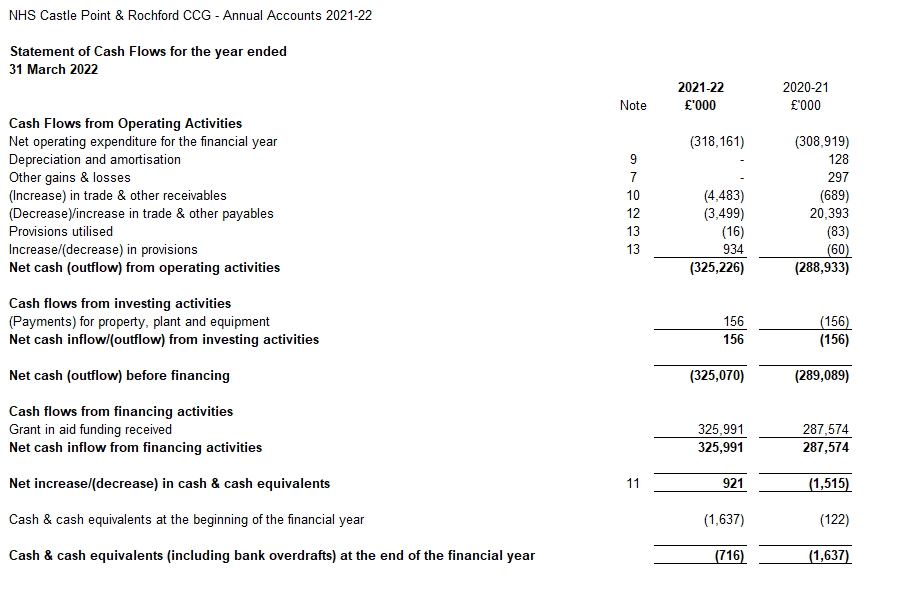 NHS Castle Point & Rochford CCG - Annual Accounts 2021-22
Statement of Cash Flows for the year ended
31 March 2022
2021-22 2020-21
Note £'000 £'000
Cash Flows from Operating Activities
Net operating expenditure for the financial year (318,161) (308,919)
Depreciation and amortisation 9 - 128
Other gains & losses 7 - 297
(Increase) in trade & other receivables 10 (4,483) (689)
(Decrease)/increase in trade & other payables 12 (3,499) 20,393
Provisions utilised 13 (16) (83)
Increase/(decrease) in provisions 13 934 (60)
Net cash (outflow) from operating activities (325,226) (288,933)
Cash flows from investing activities
(Payments) for property, plant and equipment 156 (156)
Net cash inflow/(outflow) from investing activities 156 (156)
Net cash (outflow) before financing (325,070) (289,089)
Cash flows from financing activities
Grant in aid funding received 325,991 287,574
Net cash inflow from financing activities 325,991 287,574
Net increase/(decrease) in cash & cash equivalents 11 921 (1,515)
Cash & cash equivalents at the beginning of the financial year (1,637) (122)
Cash & cash equivalents (including bank overdrafts) at the end of the financial year (716) (1,637)